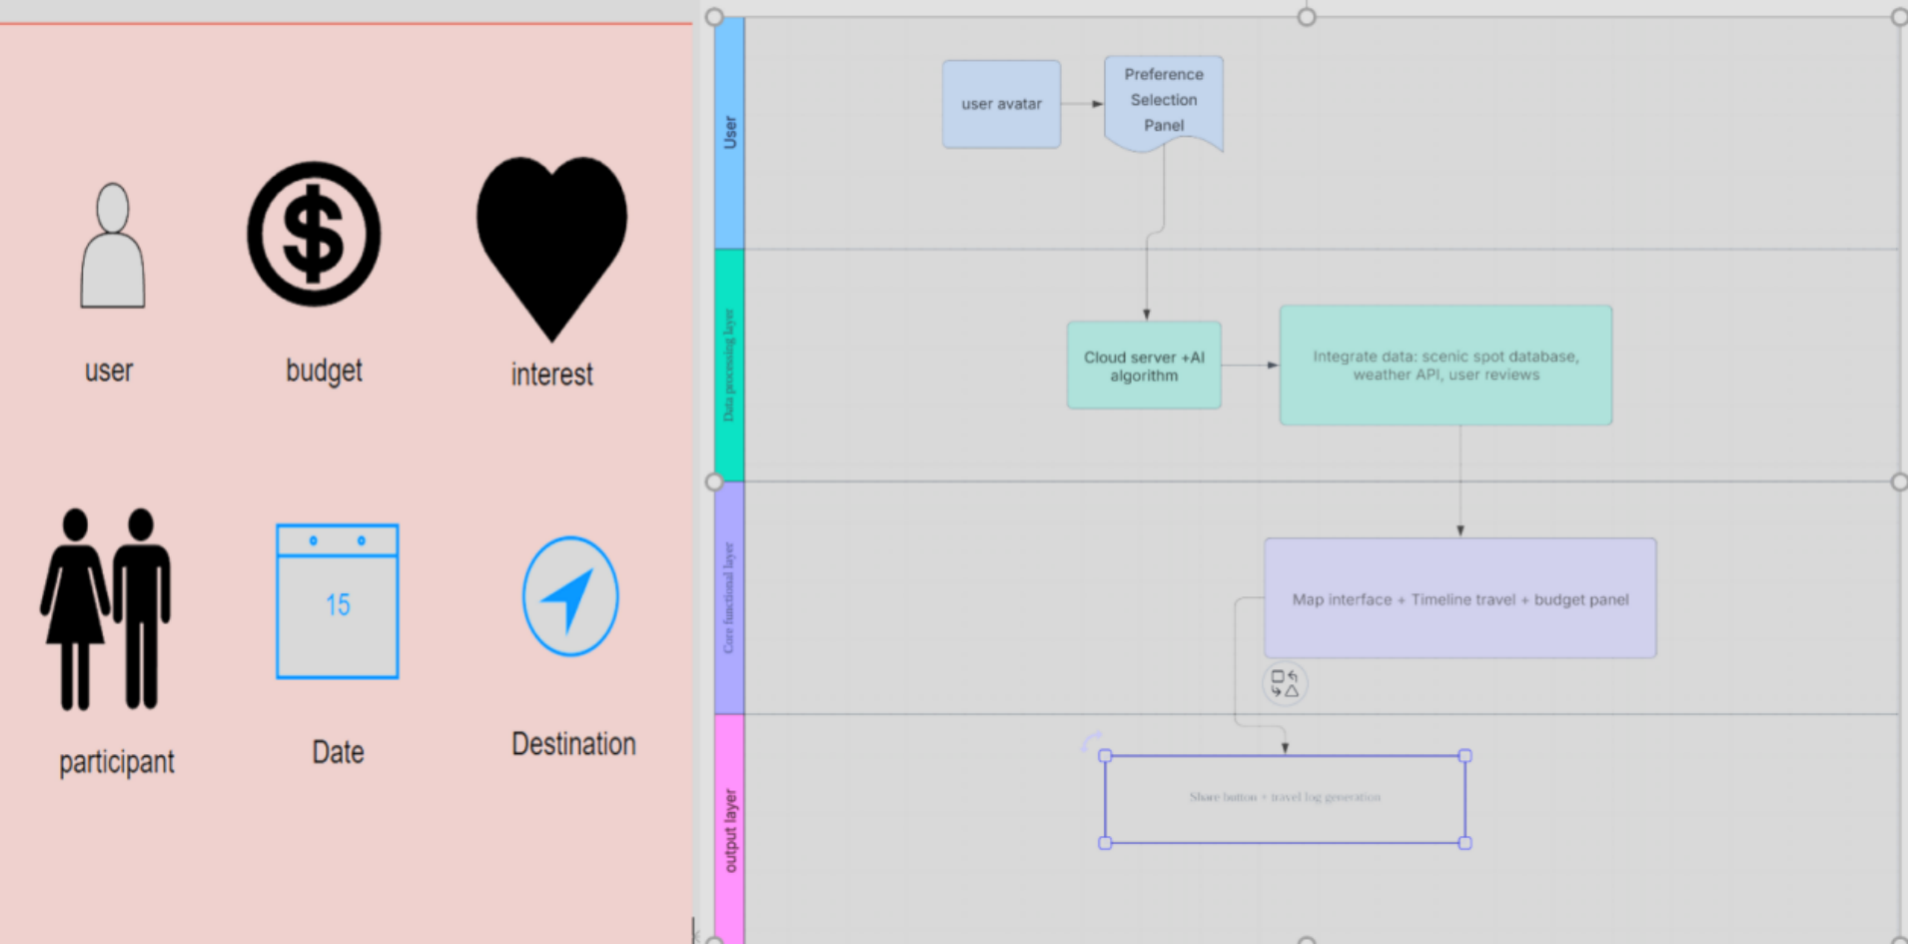 user
budget
interest
participant
15
Date
Destination
User
user avatar
Preference
Selection
Panel
Data processing layer
Cloud server +AI
algorithm
Integrate data: scenic spot database,
weather API, user reviews
Core functional layer
Map interface + Timeline travel + budget panel
output layer
Share button + travel log generation